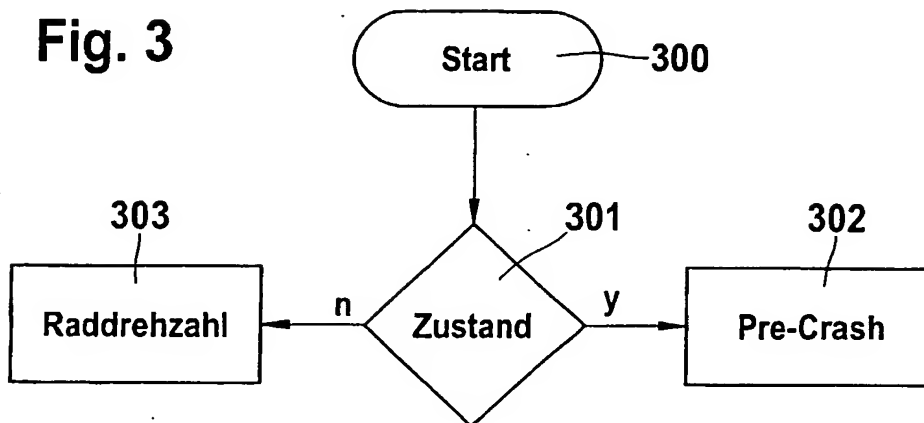 Fig. 3
Start
300
303
301
302
Raddrehzahl
n
Zustand
y
Pre-Crash